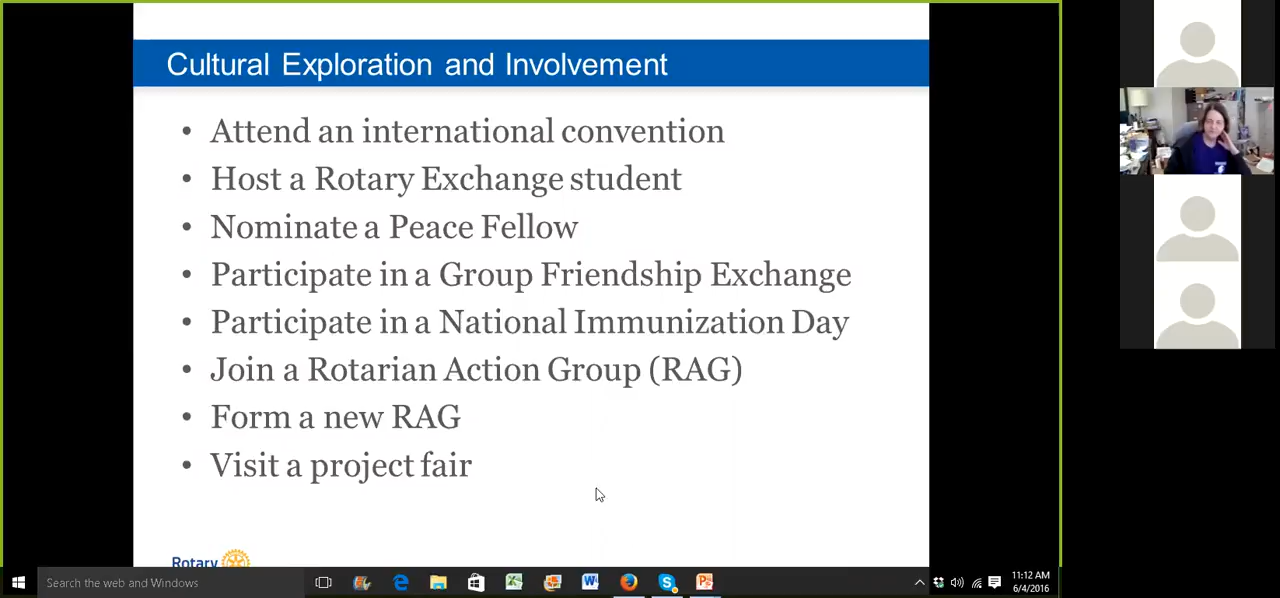 Cultural Exploration and Involvement
• Attend an international convention
• Host a Rotary Exchange student
• Nominate a Peace Fellow
• Participate in a Group Friendship Exchange
• Participate in a National Immunization Day
• Join a Rotarian Action Group (RAG)
• Form a new RAG
• Visit a project fair
Rotary
Search the web and Windows
11:12 AM
6/4/2016